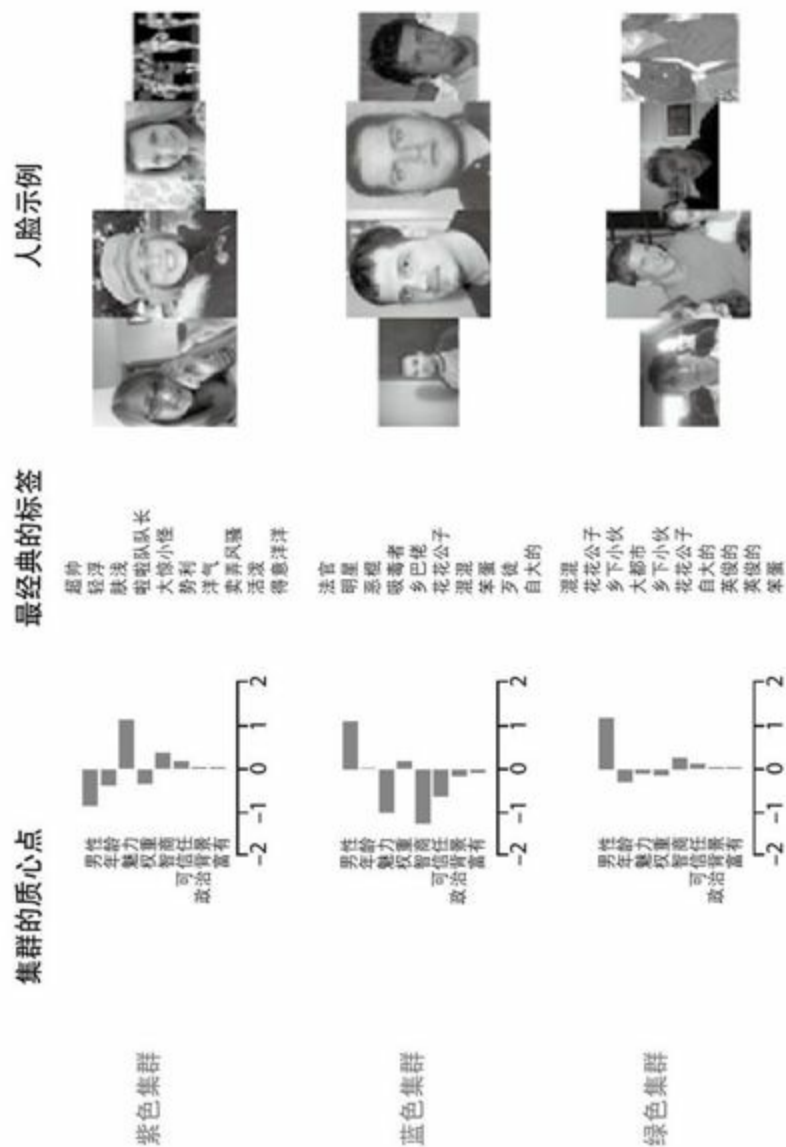 集群的质心点
最经典的标签
人脸示例
紫色集群
男性
年龄
魅力
权重
智商
可信任
政治背景
富有
-2 -1 0 1 2
超帅
轻浮
肤浅
啦啦队队长
大惊小怪
势利
洋气
卖弄风骚
活泼
得意洋洋
蓝色集群
男性
年龄
魅力
权重
智商
可信任
政治背景
富有
-2 -1 0 1 2
法官
明星
恶橙
吸毒者
乡巴佬
花花公子
混混
笨蛋
歹徒
自大的
绿色集群
男性
年龄
魅力
权重
智商
可信任
政治背景
富有
-2 -1 0 1 2
混混
花花公子
乡下小伙
大都市
乡下小伙
花花公子
自大的
英俊的
英俊的
笨蛋